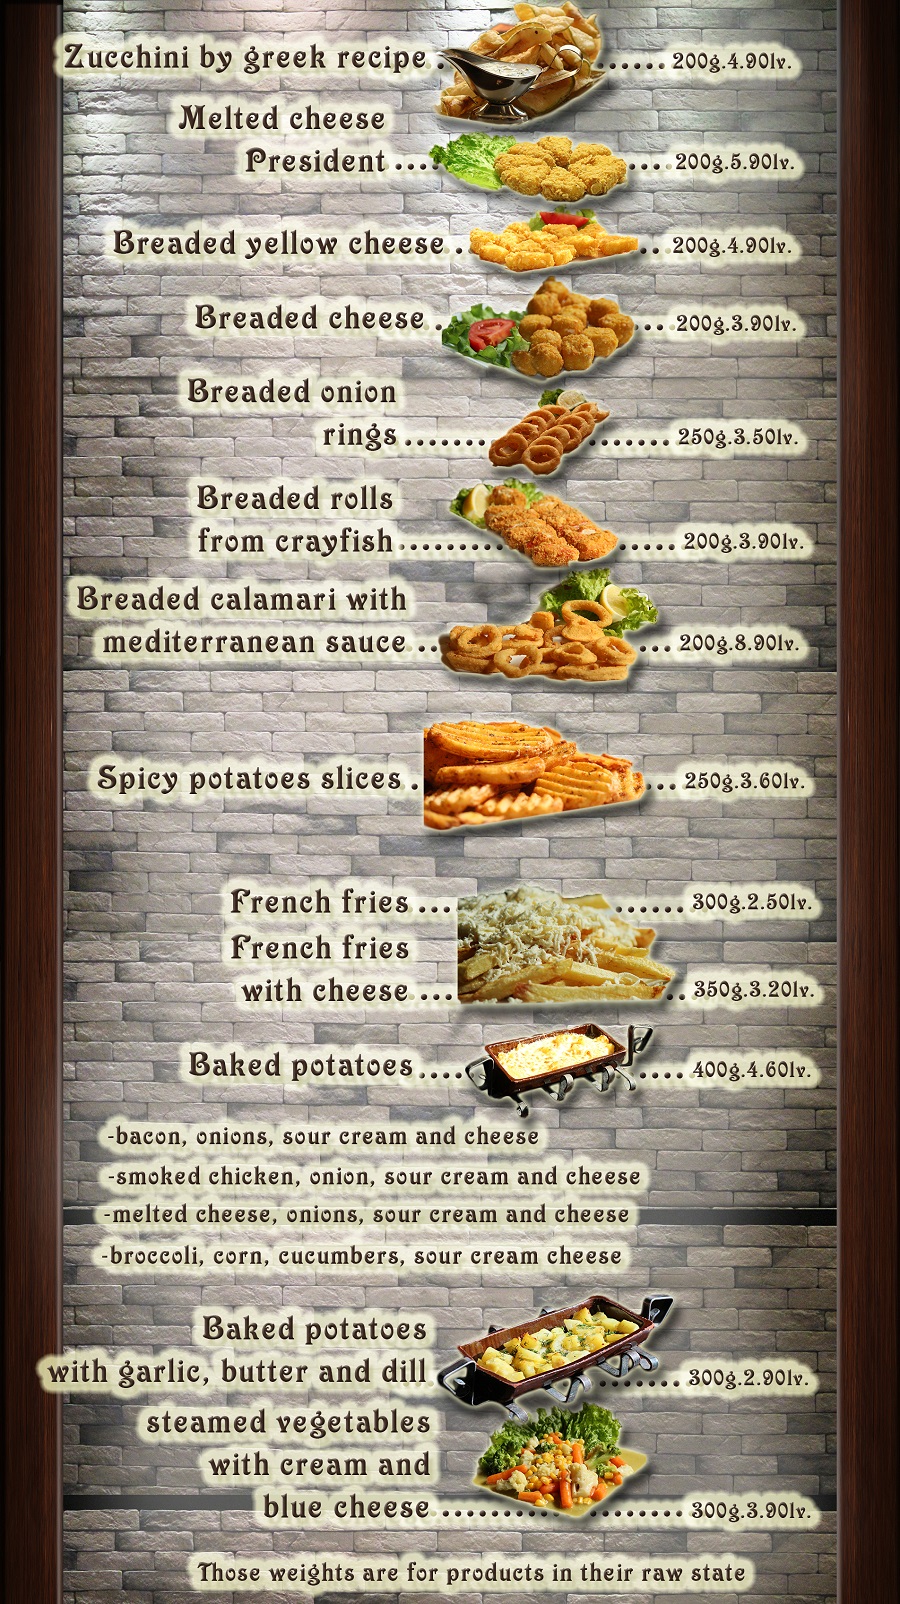 Zucchini by greek recipe ........ 200g.4.90lv.
Melted cheese
President ........ 200g.5.90lv.
Breaded yellow cheese ... 200g.4.90lv.
Breaded cheese .... 200g.3.90lv.
Breaded onion
rings .............. 250g.3.50lv.
Breaded rolls
from crayfish ............... 200g.3.90lv.
Breaded calamari with
mediterranean sauce ...... 200g.8.90lv.
Spicy potatoes slices .... 250g.3.60lv.
French fries ......... 300g.2.50lv.
French fries
with cheese ...... 350g.3.20lv.
Baked potatoes ........ 400g.4.60lv.
-bacon, onions, sour cream and cheese
-smoked chicken, onion, sour cream and cheese
-melted cheese, onions, sour cream and cheese
-broccoli, corn, cucumbers, sour cream cheese
Baked potatoes
with garlic, butter and dill ....... 300g.2.90lv.
steamed vegetables
with cream and
blue cheese .................... 300g.3.90lv.
Those weights are for products in their raw state